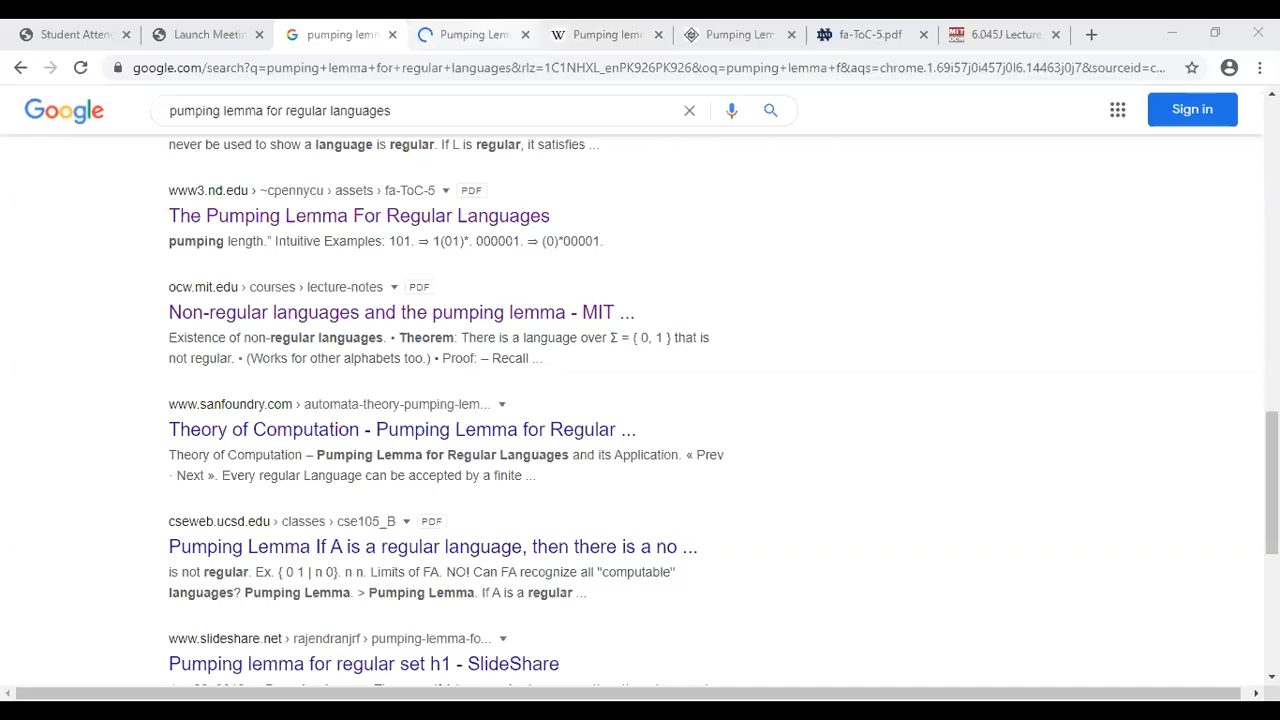 Student Atten
Launch Meeti
pumping lemm
Pumping Lem
W Pumping lem
Pumping Lem
fa-ToC-5.pdf
6.045J Lecture
google.com/search?q=pumping+lemma+for+regular+languages&rlz=1C1NHXL_enPK926PK926&oq=pumping+lemma+f&aqs=chrome.1.69i57j0i457j0l6.14463j0j7&sourceid=c...
Google
pumping lemma for regular languages
Sign in
never be used to show a language is regular. If L is regular, it satisfies ...
www3.nd.edu › ~cpennycu › assets › fa-ToC-5 PDF
The Pumping Lemma For Regular Languages
pumping length." Intuitive Examples: 101. ⇒ 1(01)*. 000001. ⇒ (0)*00001.
ocw.mit.edu › courses › lecture-notes PDF
Non-regular languages and the pumping lemma - MIT ...
Existence of non-regular languages. • Theorem: There is a language over Σ = { 0, 1 } that is
not regular. • (Works for other alphabets too.) • Proof: – Recall ...
www.sanfoundry.com › automata-theory-pumping-lem...
Theory of Computation - Pumping Lemma for Regular ...
Theory of Computation – Pumping Lemma for Regular Languages and its Application. « Prev
· Next ». Every regular Language can be accepted by a finite ...
cseweb.ucsd.edu › classes › cse105_B PDF
Pumping Lemma If A is a regular language, then there is a no ...
is not regular. Ex. { 0 1 | n 0}. n n. Limits of FA. NO! Can FA recognize all "computable"
languages? Pumping Lemma. > Pumping Lemma. If A is a regular ...
www.slideshare.net › rajendranjrf › pumping-lemma-fo...
Pumping lemma for regular set h1 - SlideShare